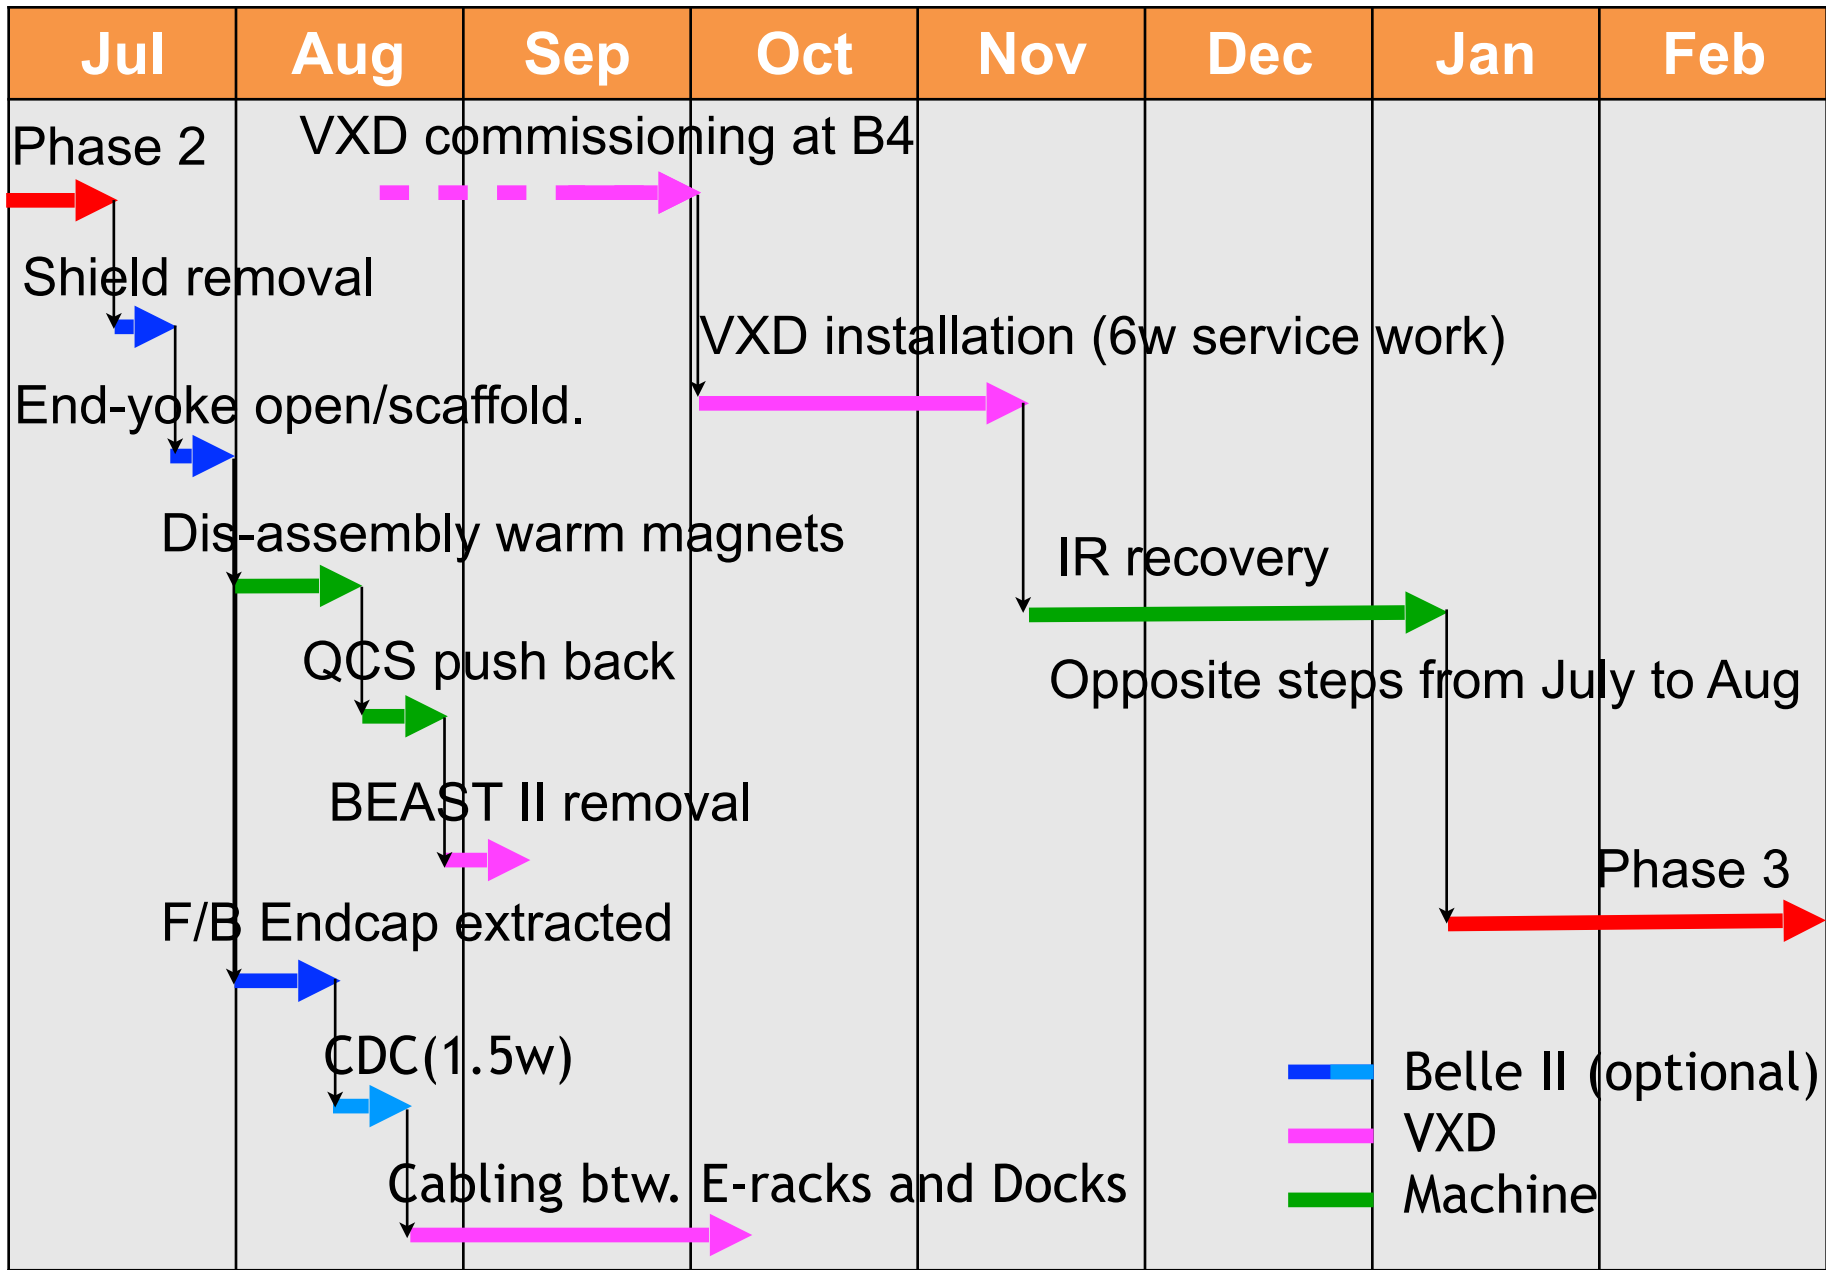 Jul Aug Sep Oct Nov Dec Jan Feb
Phase 2
VXD commissioning at B4
Shield removal
VXD installation (6w service work)
End-yoke open/scaffold.
Dis-assembly warm magnets
IR recovery
QCS push back
Opposite steps from July to Aug
BEAST II removal
Phase 3
F/B Endcap extracted
CDC(1.5w)
Belle II (optional)
VXD
Cabling btw. E-racks and Docks
Machine